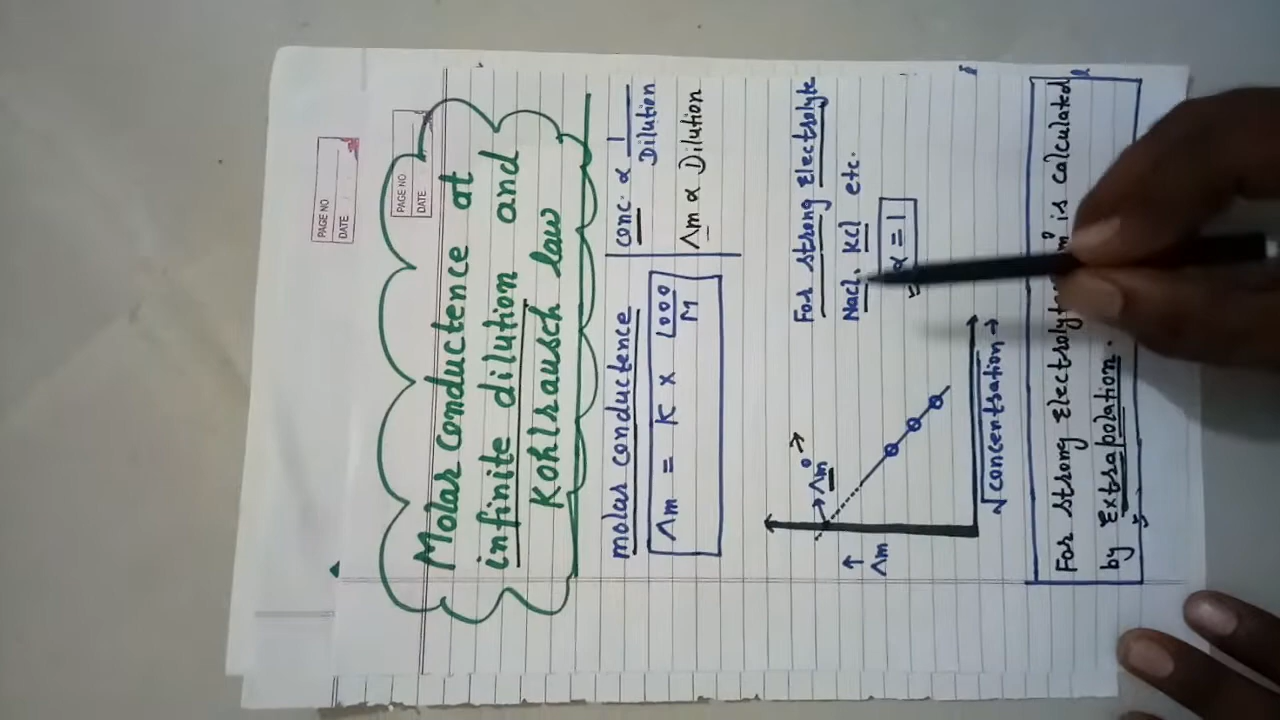 PAGE NO
DATE
PAGE NO
DATE
Molar Conductence at
infinite dilution and
Kohlrausch law
molar conductence
Λm = K × 1000
M
conc. α 1
Dilution
Λm α Dilution
For strong Electrolyte
Nacl, Kcl etc.
α = 1
Λm°
↑
Λm
√concentration →
For strong Electrolyte m° is calculated
by Extrapolation.